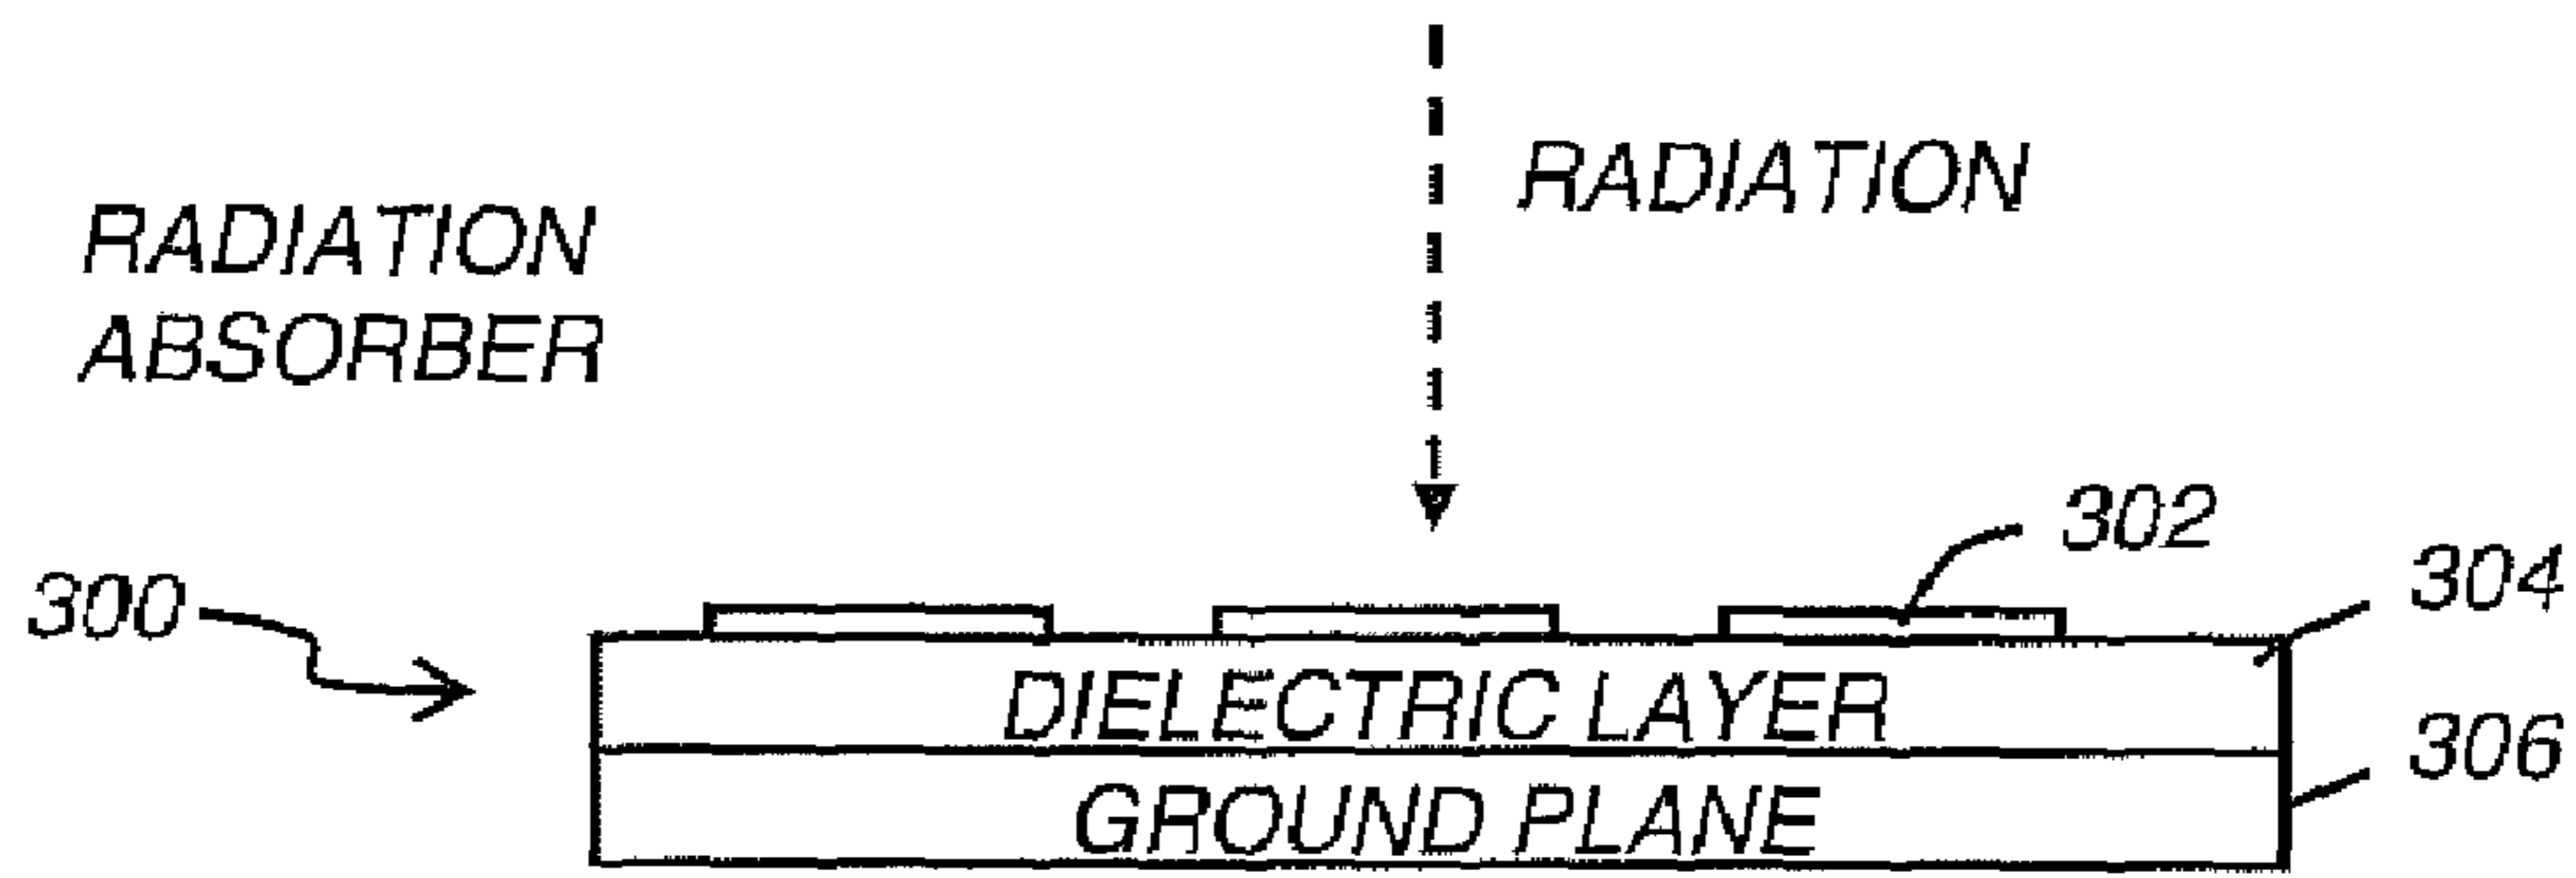 RADIATION
RADIATION
ABSORBER
302
304
300
DIELECTRIC LAYER
306
GROUND PLANE